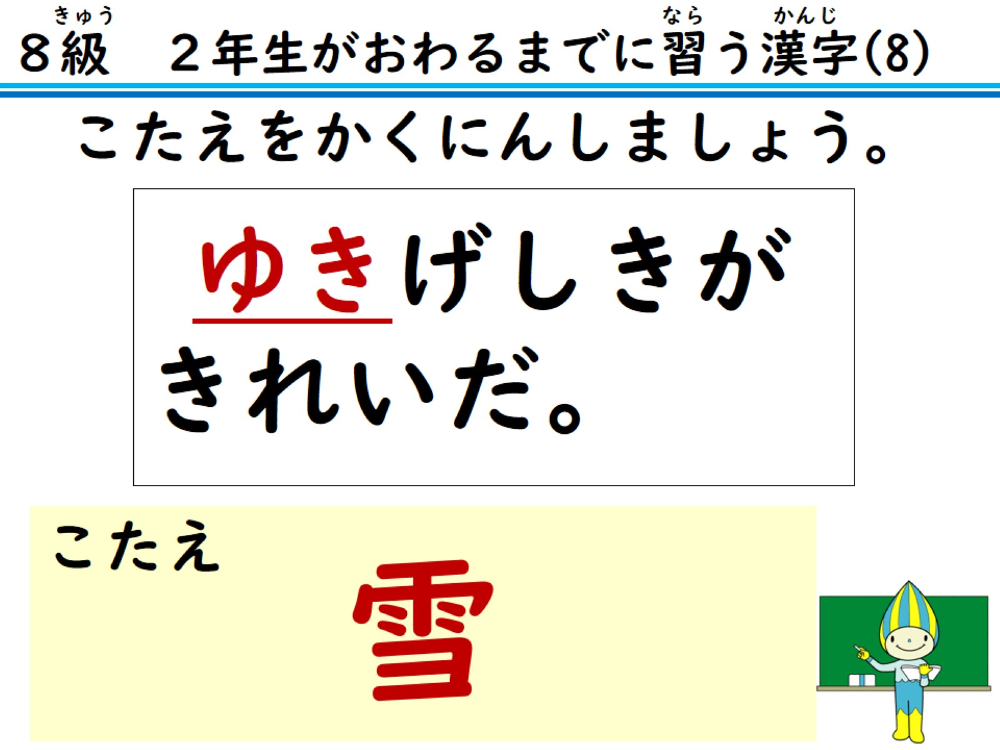 きゅう なら かんじ
8級 2年生がおわるまでに習う漢字(8)
こたえをかくにんしましょう。
ゆきげしきが
きれいだ。
こたえ
雪